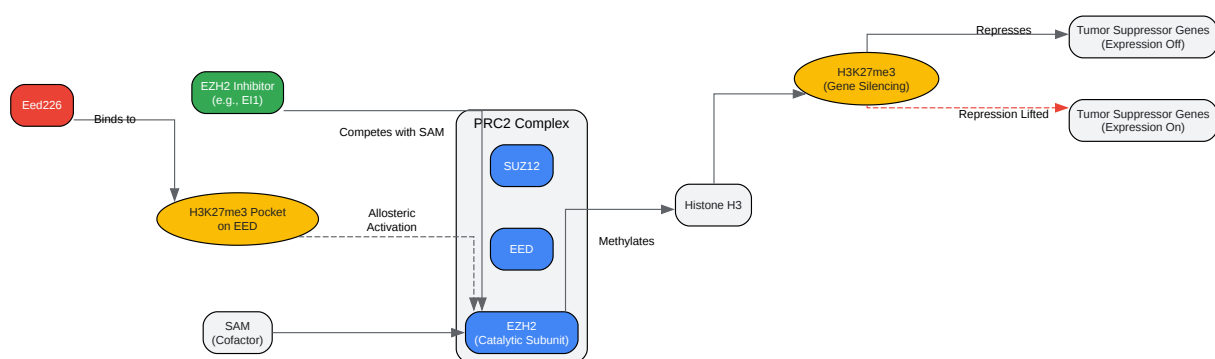 Eed226
Binds to
EZH2 Inhibitor
(e.g., EI1)
Competes with SAM
H3K27me3 Pocket
on EED
Allosteric
Activation
SAM
(Cofactor)
PRC2 Complex
SUZ12
EED
EZH2
(Catalytic Subunit)
Methylates
Histone H3
H3K27me3
(Gene Silencing)
Represses
Tumor Suppressor Genes
(Expression Off)
Repression Lifted
Tumor Suppressor Genes
(Expression On)